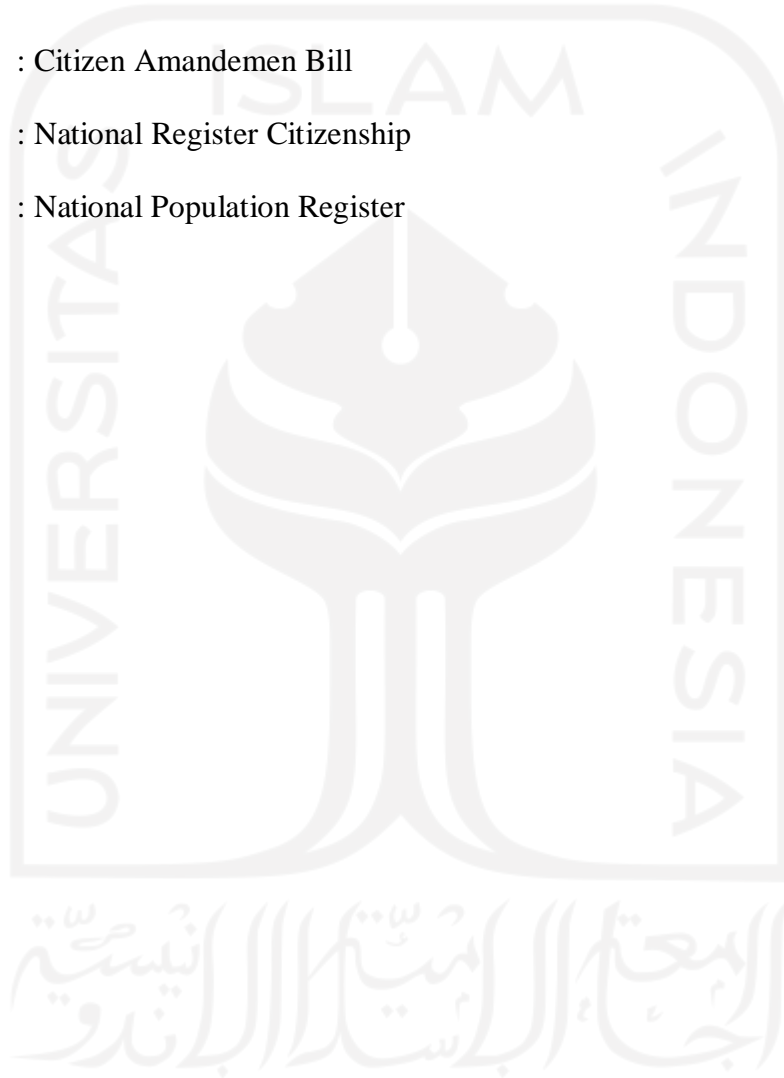 : Citizen Amandemen Bill
: National Register Citizenship
: National Population Register
ISLAM
UNIVERSITAS
INDONESIA